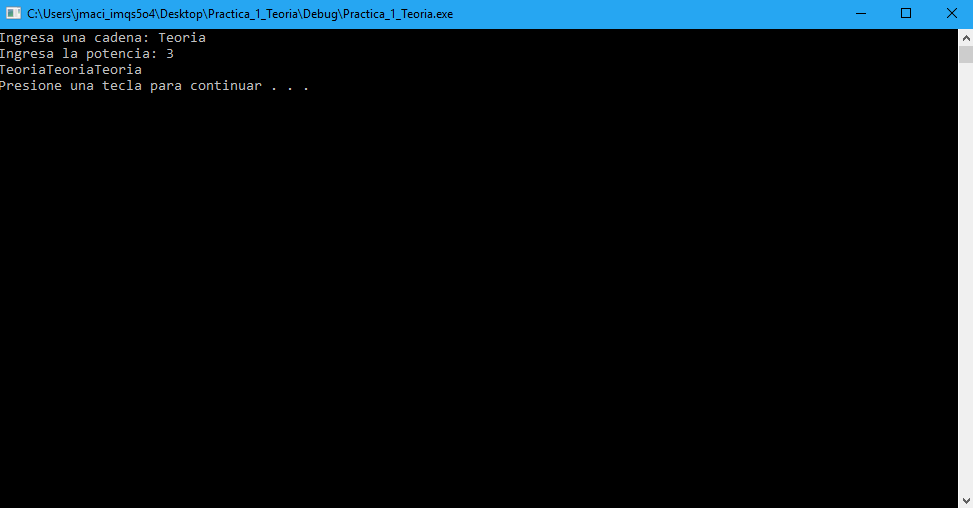 C:\Users\jmaci_imqs5o4\Desktop\Practica_1_Teoria\Debug\Practica_1_Teoria.exe
Ingresa una cadena: Teoria
Ingresa la potencia: 3
TeoriaTeoriaTeoria
Presione una tecla para continuar . . .